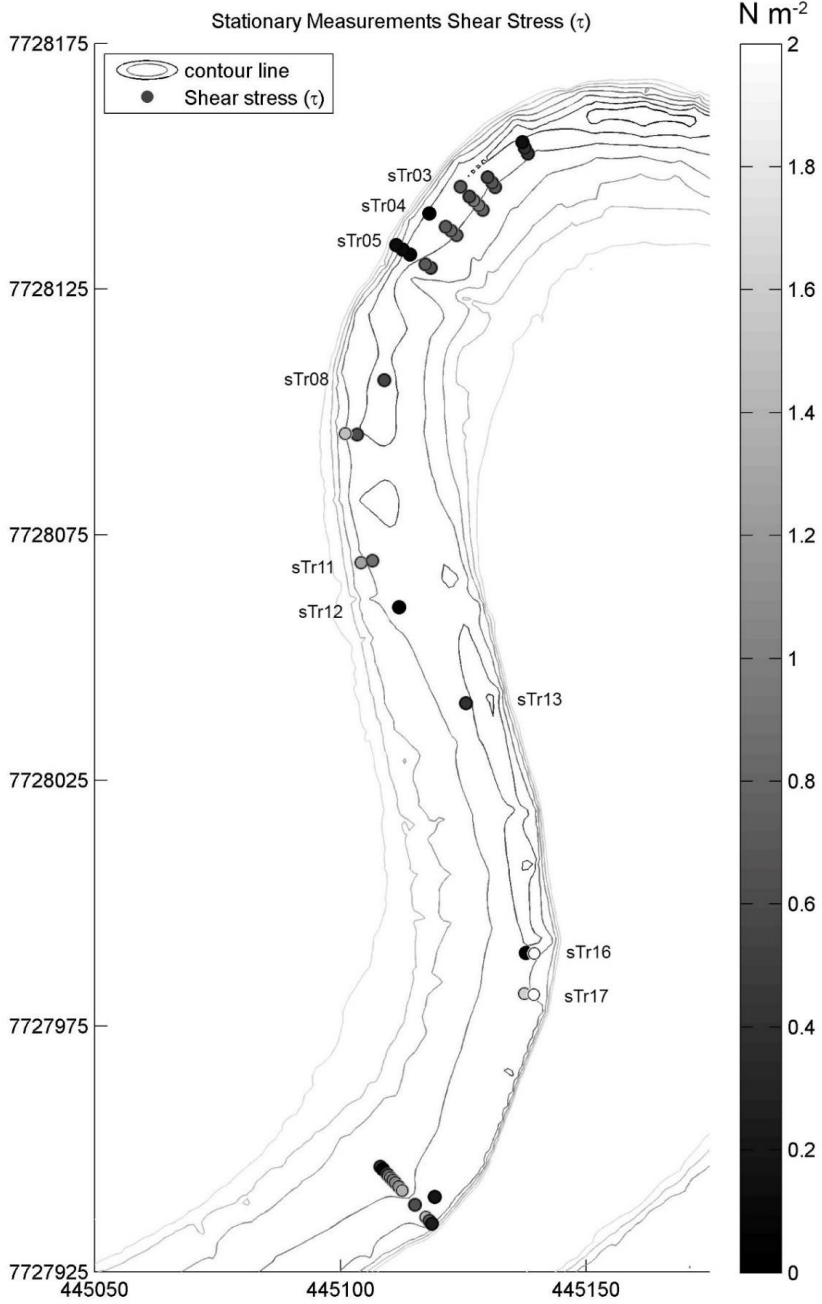 Stationary Measurements Shear Stress (τ)
N m-2
7728175
contour line
Shear stress (τ)
2
1.8
sTr03
sTr04
sTr05
7728125
1.6
sTr08
1.4
7728075
1.2
sTr11
sTr12
1
sTr13
7728025
0.8
0.6
sTr16
sTr17
7727975
0.4
0.2
7727925
0
445050
445100
445150